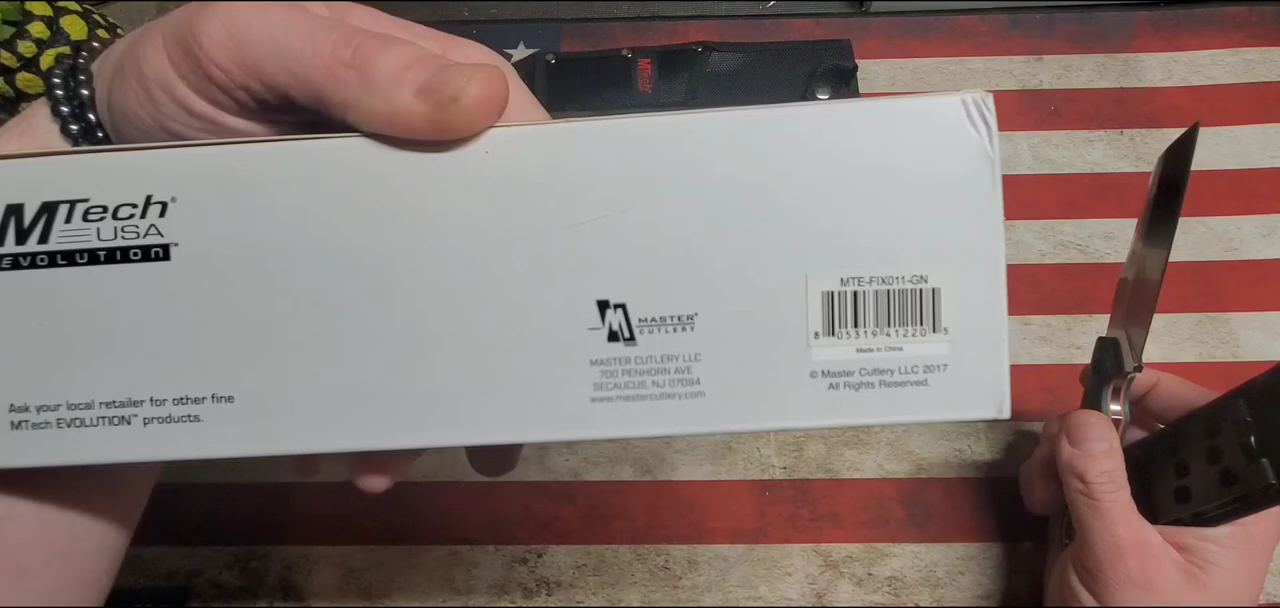 MTech
MTech®
USA
EVOLUTION™
MTE-FIX011-GN
8 05319 41220 5
Made In China
MASTER®
CUTLERY
MASTER CUTLERY LLC
700 PENHORN AVE
SECAUCUS, NJ 07094
www.mastercutlery.com
© Master Cutlery LLC 2017
All Rights Reserved.
Ask your local retailer for other fine
MTech EVOLUTION™ products.